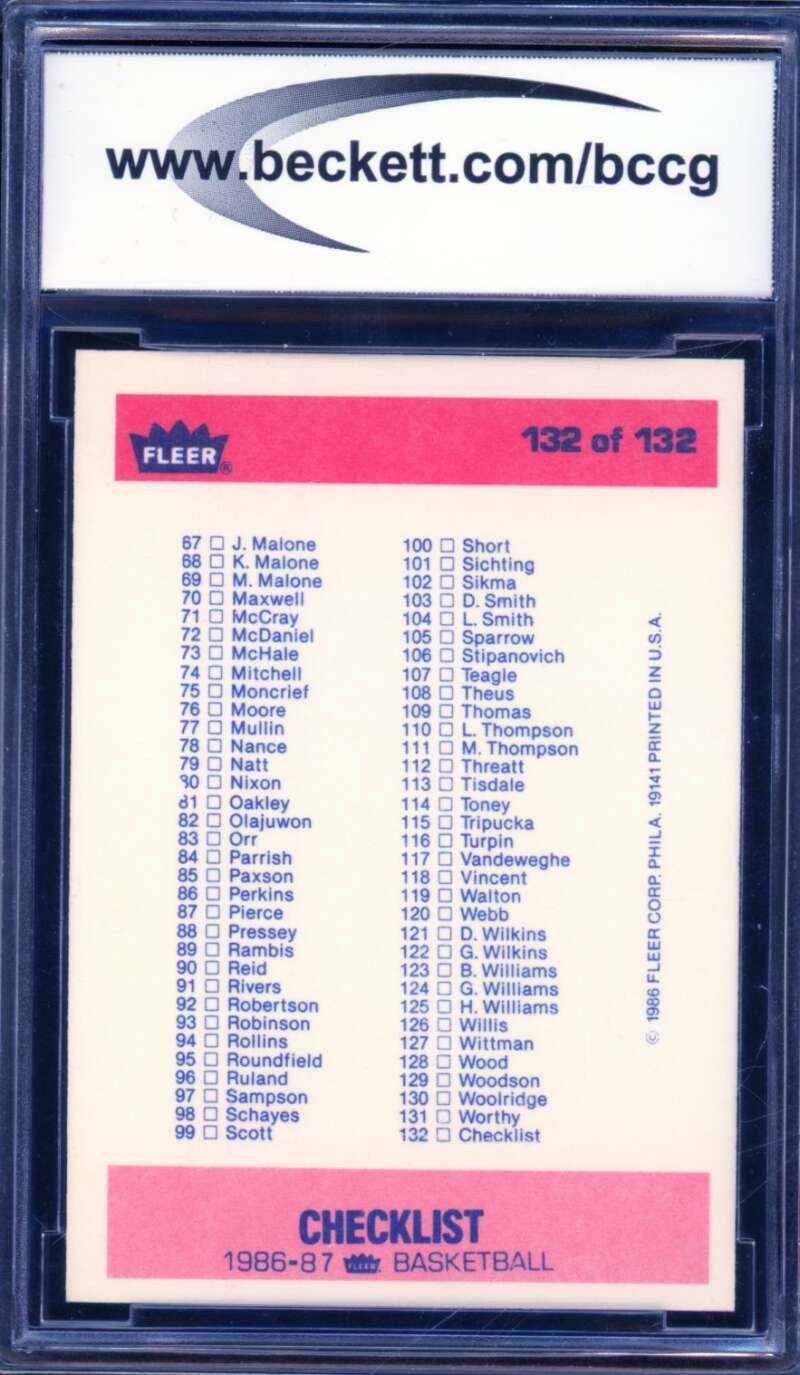 www.beckett.com/bccg
FLEER®
132 of 132
67 □ J. Malone
68 □ K. Malone
69 □ M. Malone
70 □ Maxwell
71 □ McCray
72 □ McDaniel
73 □ McHale
74 □ Mitchell
75 □ Moncrief
76 □ Moore
77 □ Mullin
78 □ Nance
79 □ Natt
80 □ Nixon
81 □ Oakley
82 □ Olajuwon
83 □ Orr
84 □ Parrish
85 □ Paxson
86 □ Perkins
87 □ Pierce
88 □ Pressey
89 □ Rambis
90 □ Reid
91 □ Rivers
92 □ Robertson
93 □ Robinson
94 □ Rollins
95 □ Roundfield
96 □ Ruland
97 □ Sampson
98 □ Schayes
99 □ Scott
100 □ Short
101 □ Sichting
102 □ Sikma
103 □ D. Smith
104 □ L. Smith
105 □ Sparrow
106 □ Stipanovich
107 □ Teagle
108 □ Theus
109 □ Thomas
110 □ L. Thompson
111 □ M. Thompson
112 □ Threatt
113 □ Tisdale
114 □ Toney
115 □ Tripucka
116 □ Turpin
117 □ Vandeweghe
118 □ Vincent
119 □ Walton
120 □ Webb
121 □ D. Wilkins
122 □ G. Wilkins
123 □ B. Williams
124 □ G. Williams
125 □ H. Williams
126 □ Willis
127 □ Wittman
128 □ Wood
129 □ Woodson
130 □ Woolridge
131 □ Worthy
132 □ Checklist
© 1986 FLEER CORP. PHILA. 19141 PRINTED IN U.S.A.
CHECKLIST
1986-87 FLEER BASKETBALL